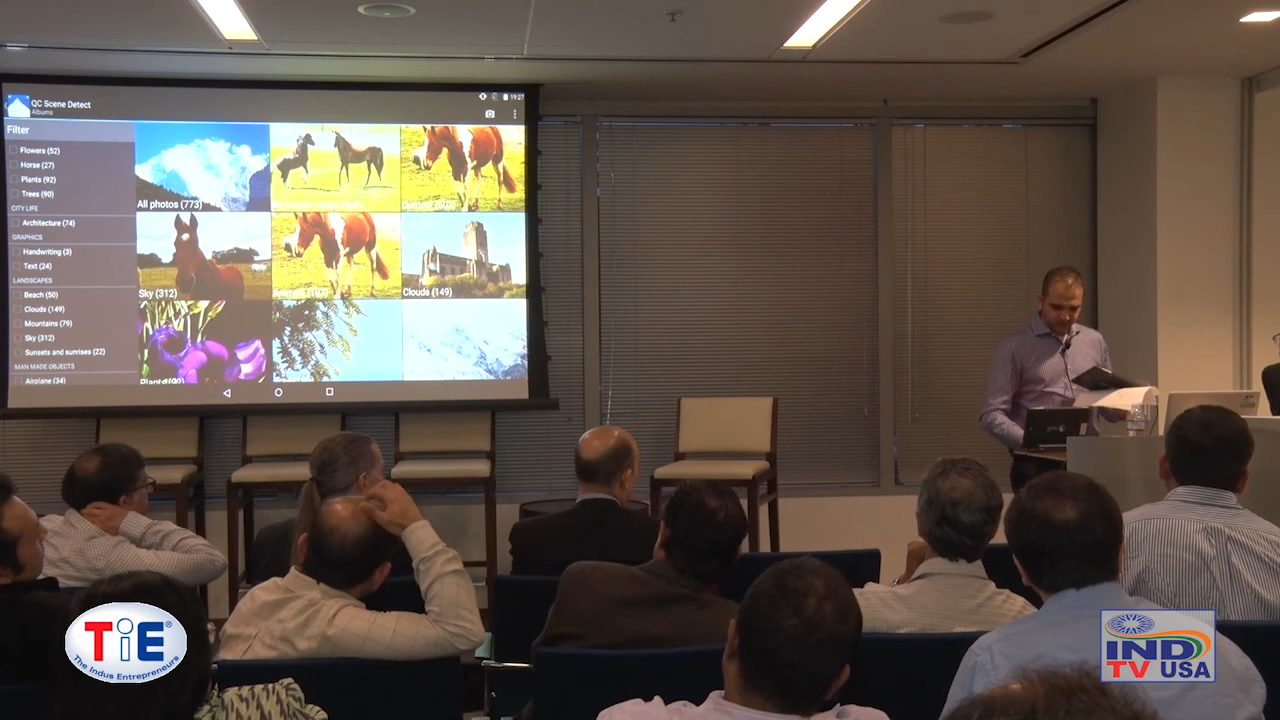 QC Scene Detect
Albums
19:27
Filter
Flowers (52)
Horse (27)
Plants (92)
Trees (90)
CITY LIFE
Architecture (74)
GRAPHICS
Handwriting (3)
Text (24)
LANDSCAPES
Beach (50)
Clouds (149)
Mountains (79)
Sky (312)
Sunsets and sunrises (22)
MAN MADE OBJECTS
Airplane (34)
All photos (773)
Sky (312)
Clouds (149)
TiE®
The Indus Entrepreneurs
IND
TV USA